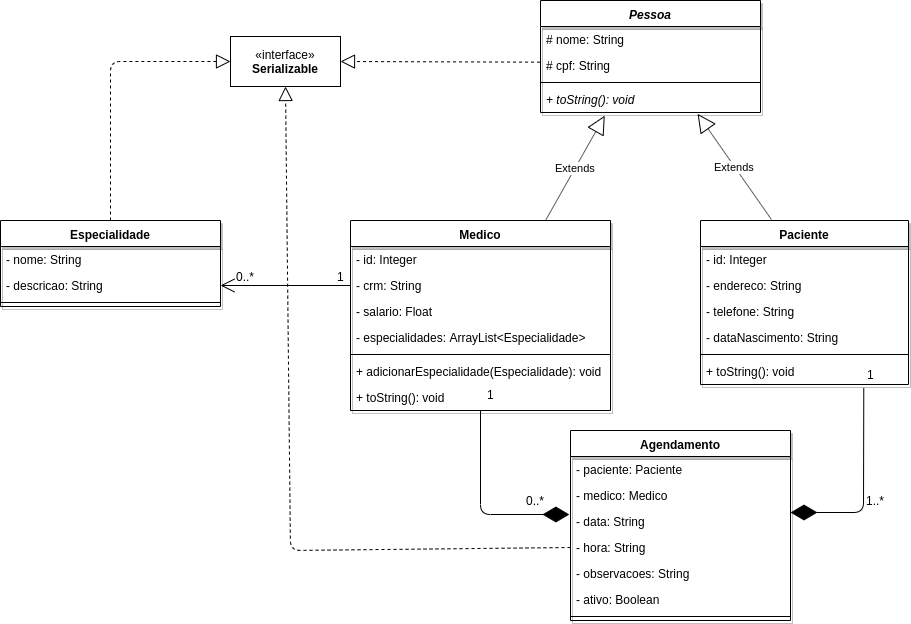 Pessoa
# nome: String
# cpf: String
+ toString(): void
«interface»
Serializable
Extends
Extends
Especialidade
- nome: String
- descricao: String
0..*
1
Medico
- id: Integer
- crm: String
- salario: Float
- especialidades: ArrayList<Especialidade>
+ adicionarEspecialidade(Especialidade): void
+ toString(): void
1
Paciente
- id: Integer
- endereco: String
- telefone: String
- dataNascimento: String
+ toString(): void
1
0..*
1..*
Agendamento
- paciente: Paciente
- medico: Medico
- data: String
- hora: String
- observacoes: String
- ativo: Boolean